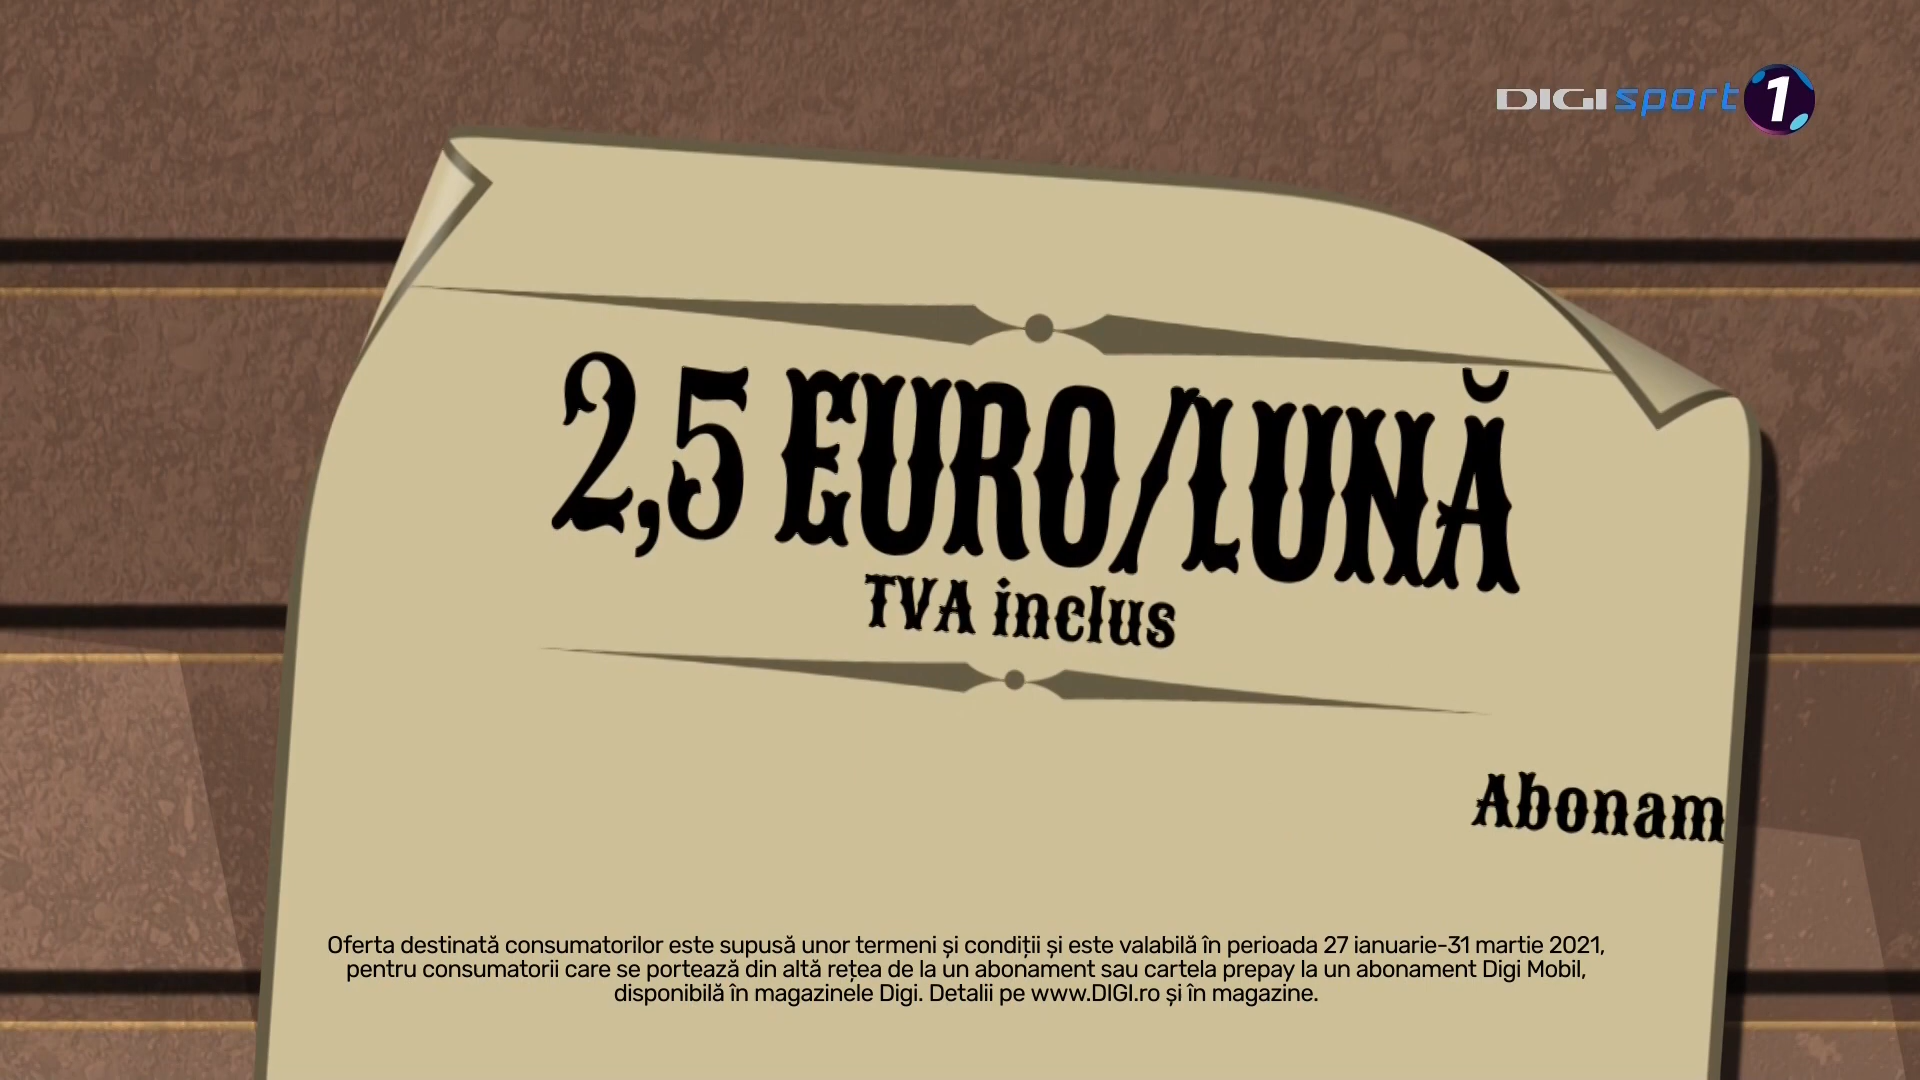 DIGI sport 1
2,5 EURO/LUNĂ
TVA inclus
Abonam
Oferta destinată consumatorilor este supusă unor termeni și condiții și este valabilă în perioada 27 ianuarie-31 martie 2021,
pentru consumatorii care se portează din altă rețea de la un abonament sau cartela prepay la un abonament Digi Mobil,
disponibilă în magazinele Digi. Detalii pe www.DIGI.ro și în magazine.